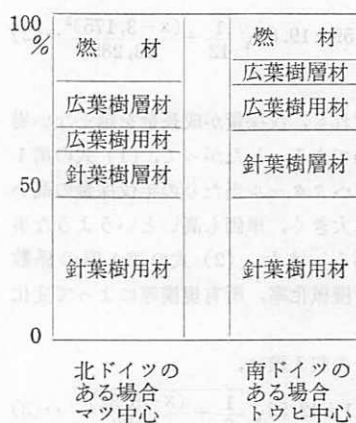 100
%
50
0
燃 材
広葉樹層材
広葉樹用材
針葉樹層材
針葉樹用材
北ドイツの
ある場合
マツ中心
燃 材
広葉樹層材
広葉樹用材
針葉樹層材
針葉樹用材
南ドイツの
ある場合
トウヒ中心